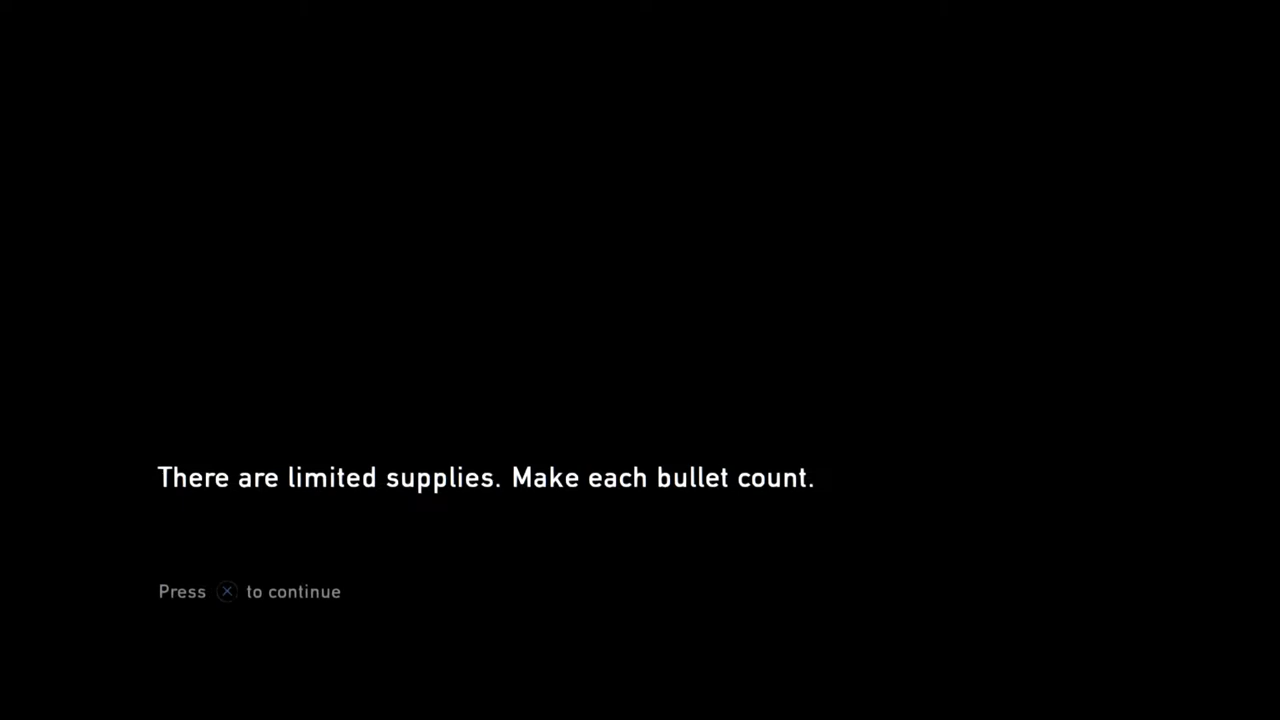 There are limited supplies. Make each bullet count.
Press ⓧ to continue